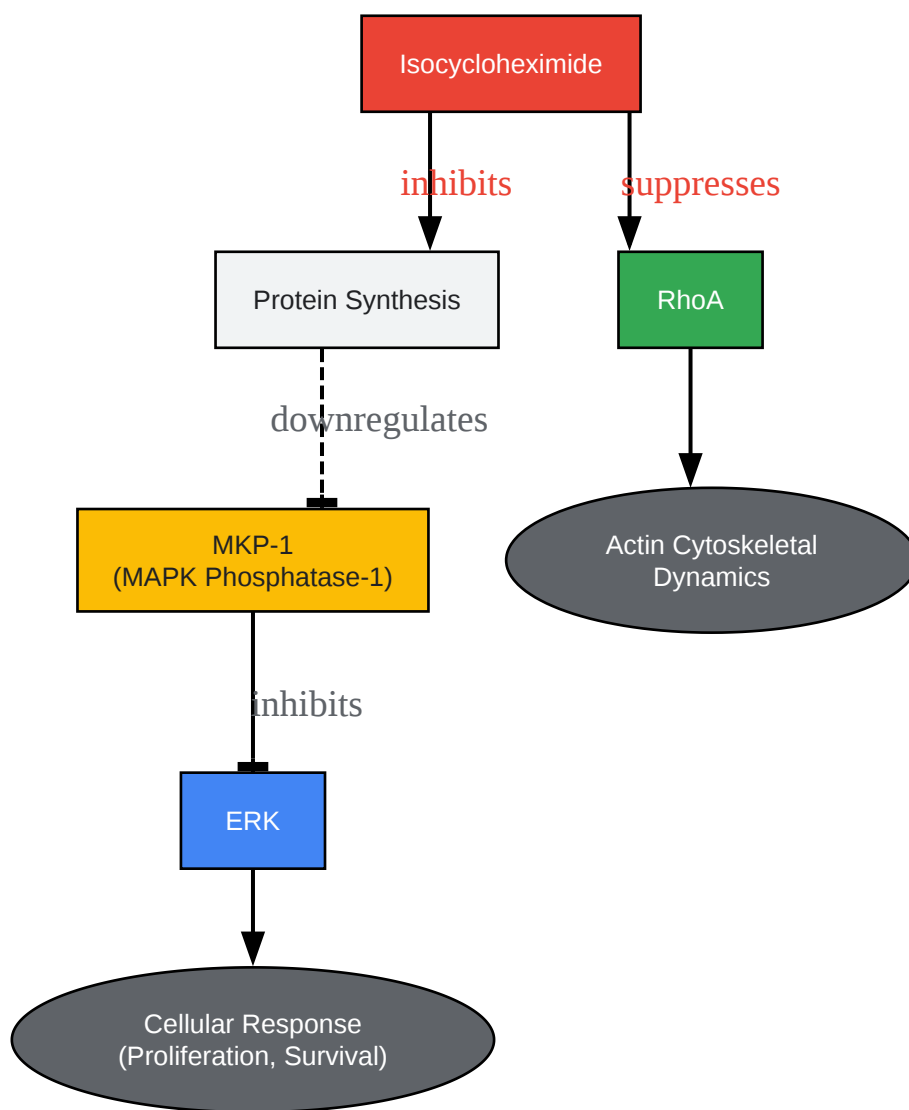 Isocycloheximide
inhibits
suppresses
Protein Synthesis
RhoA
downregulates
MKP-1
(MAPK Phosphatase-1)
Actin Cytoskeletal
Dynamics
inhibits
ERK
Cellular Response
(Proliferation, Survival)